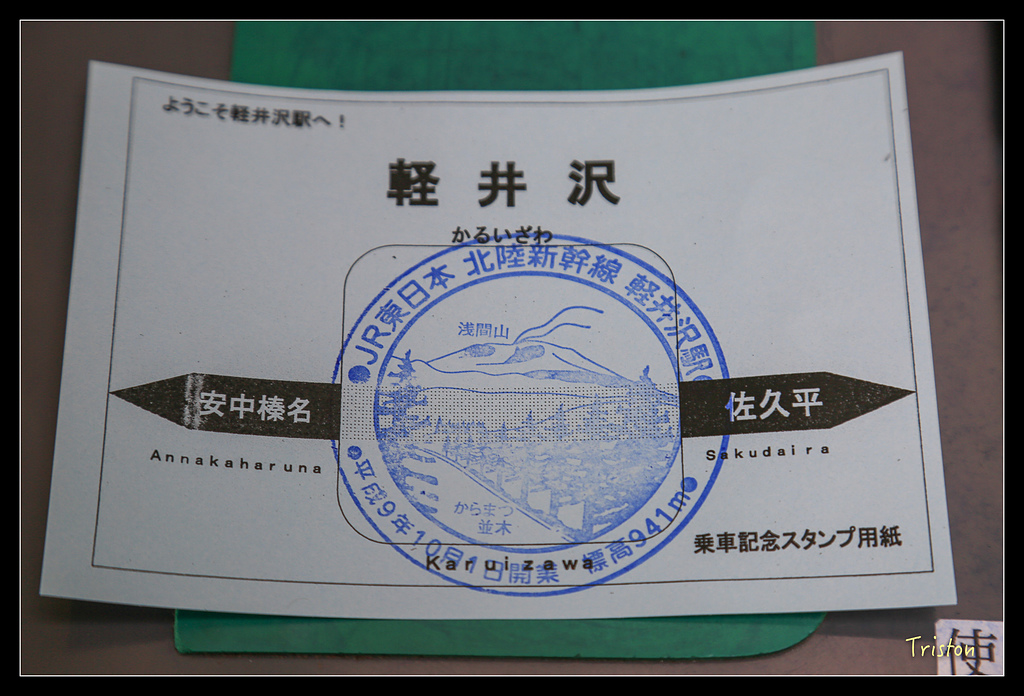 ようこそ軽井沢駅へ！
軽井沢
かるいざわ
JR東日本 北陸新幹線 軽井沢駅
浅間山
安中榛名
佐久平
Annakaharuna
Sakudaira
からまつ
並木
平成9年10月1日開業 標高941m
Karuizawa
乗車記念スタンプ用紙
Triston
使